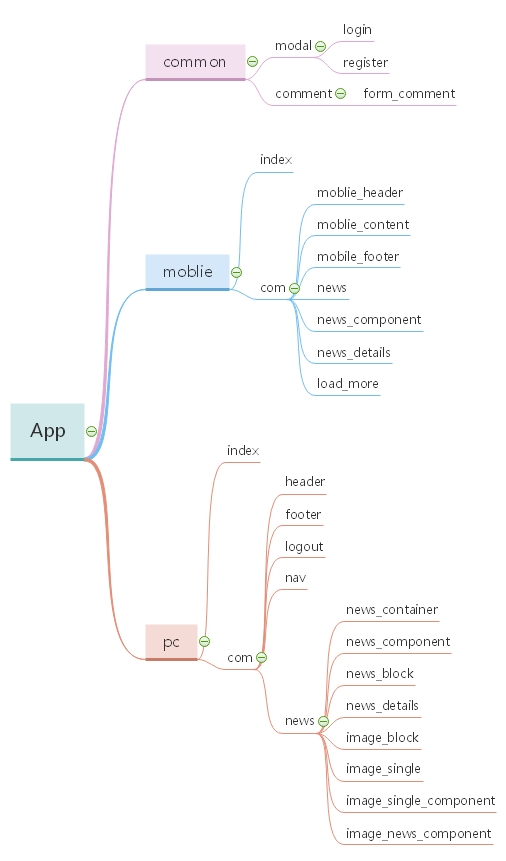 App
common
modal
login
register
comment
form_comment
moblie
index
com
moblie_header
moblie_content
mobile_footer
news
news_component
news_details
load_more
pc
index
com
header
footer
logout
nav
news
news_container
news_component
news_block
news_details
image_block
image_single
image_single_component
image_news_component